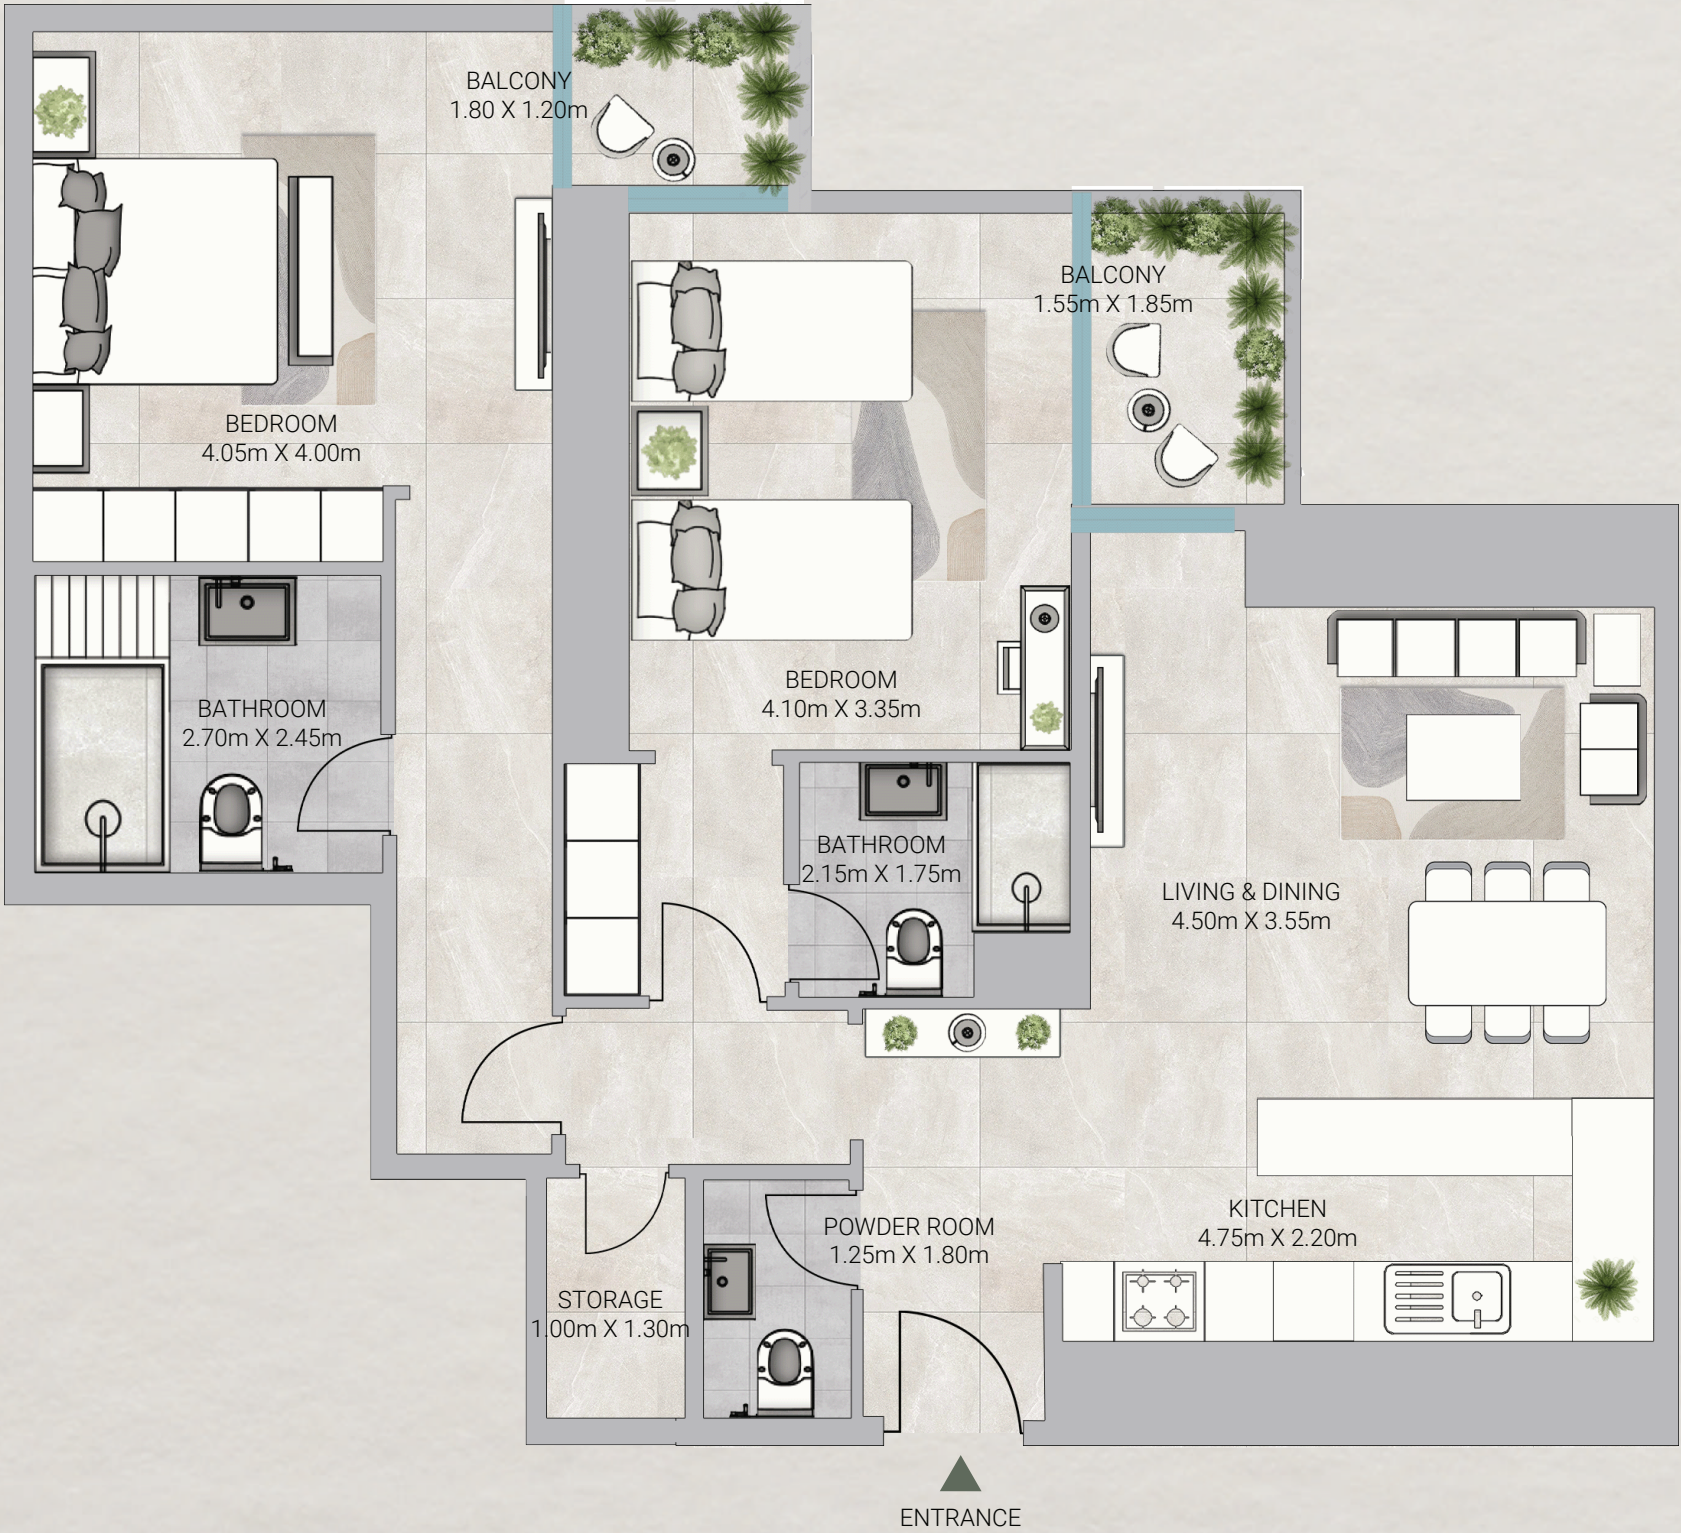 BALCONY
1.80 X 1.20m
BALCONY
1.55m X 1.85m
BEDROOM
4.05m X 4.00m
BEDROOM
4.10m X 3.35m
BATHROOM
2.70m X 2.45m
BATHROOM
2.15m X 1.75m
LIVING & DINING
4.50m X 3.55m
KITCHEN
4.75m X 2.20m
POWDER ROOM
1.25m X 1.80m
STORAGE
1.00m X 1.30m
ENTRANCE